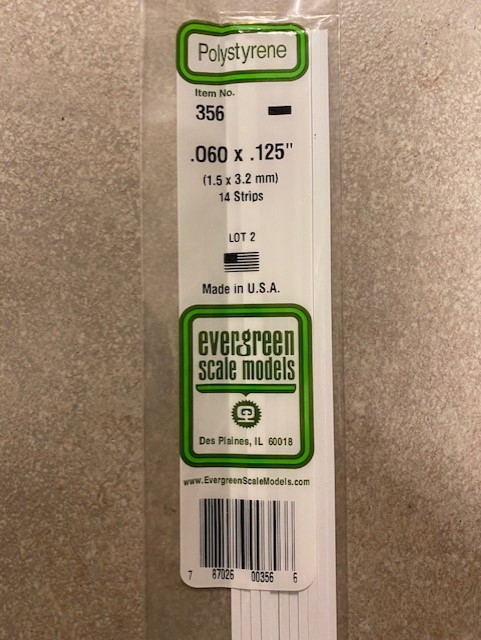 Polystyrene
Item No.
356
.060 x .125"
(1.5 x 3.2 mm)
14 Strips
LOT 2
Made in U.S.A.
evergreen
scale models
Des Plaines, IL 60018
www.EvergreenScaleModels.com
7 87026 00356 6